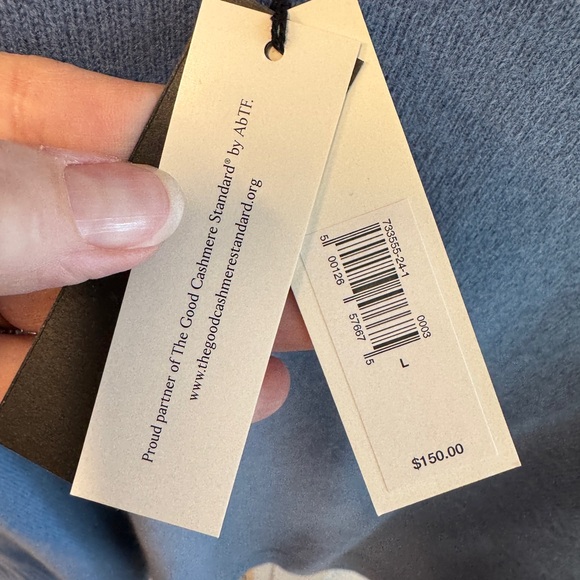 Proud partner of The Good Cashmere Standard® by AbTF.
www.thegoodcashmerestandard.org
733555-24-1
0003
5 00126 57667 5
L
$150.00